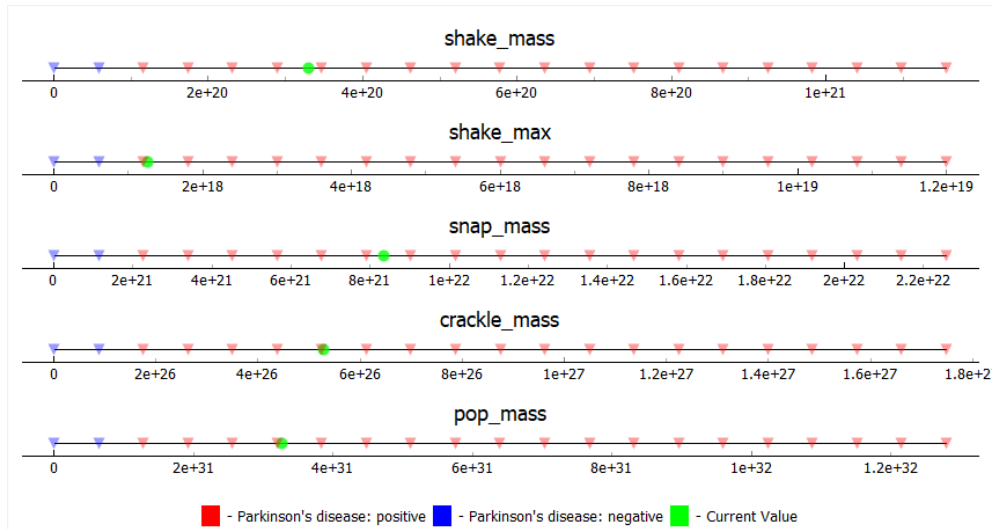 shake_mass
0 2e+20 4e+20 6e+20 8e+20 1e+21
shake_max
0 2e+18 4e+18 6e+18 8e+18 1e+19 1.2e+19
snap_mass
0 2e+21 4e+21 6e+21 8e+21 1e+22 1.2e+22 1.4e+22 1.6e+22 1.8e+22 2e+22 2.2e+22
crackle_mass
0 2e+26 4e+26 6e+26 8e+26 1e+27 1.2e+27 1.4e+27 1.6e+27 1.8e+2
pop_mass
0 2e+31 4e+31 6e+31 8e+31 1e+32 1.2e+32
- Parkinson's disease: positive - Parkinson's disease: negative - Current Value